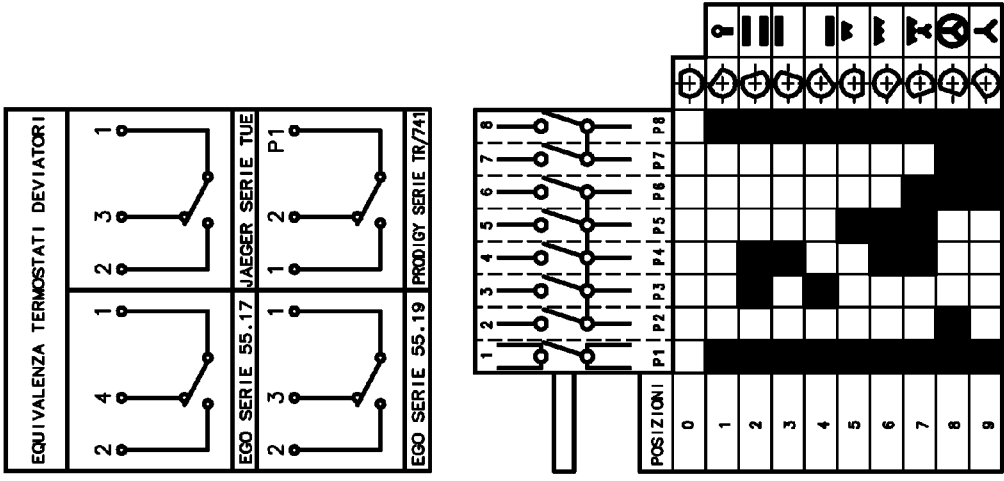 EQUIVALENZA TERMOSTATI DEVIATORI
1
3
2
JAEGER SERIE TUE
P1
2
1
PRODIGY SERIE TR/741
1
4
2
EGO SERIE 55.17
1
3
2
EGO SERIE 55.19
8 P8
7 P7
6 P6
5 P5
4 P4
3 P3
2 P2
1 P1
POSIZIONI 0 1 2 3 4 5 6 7 8 9